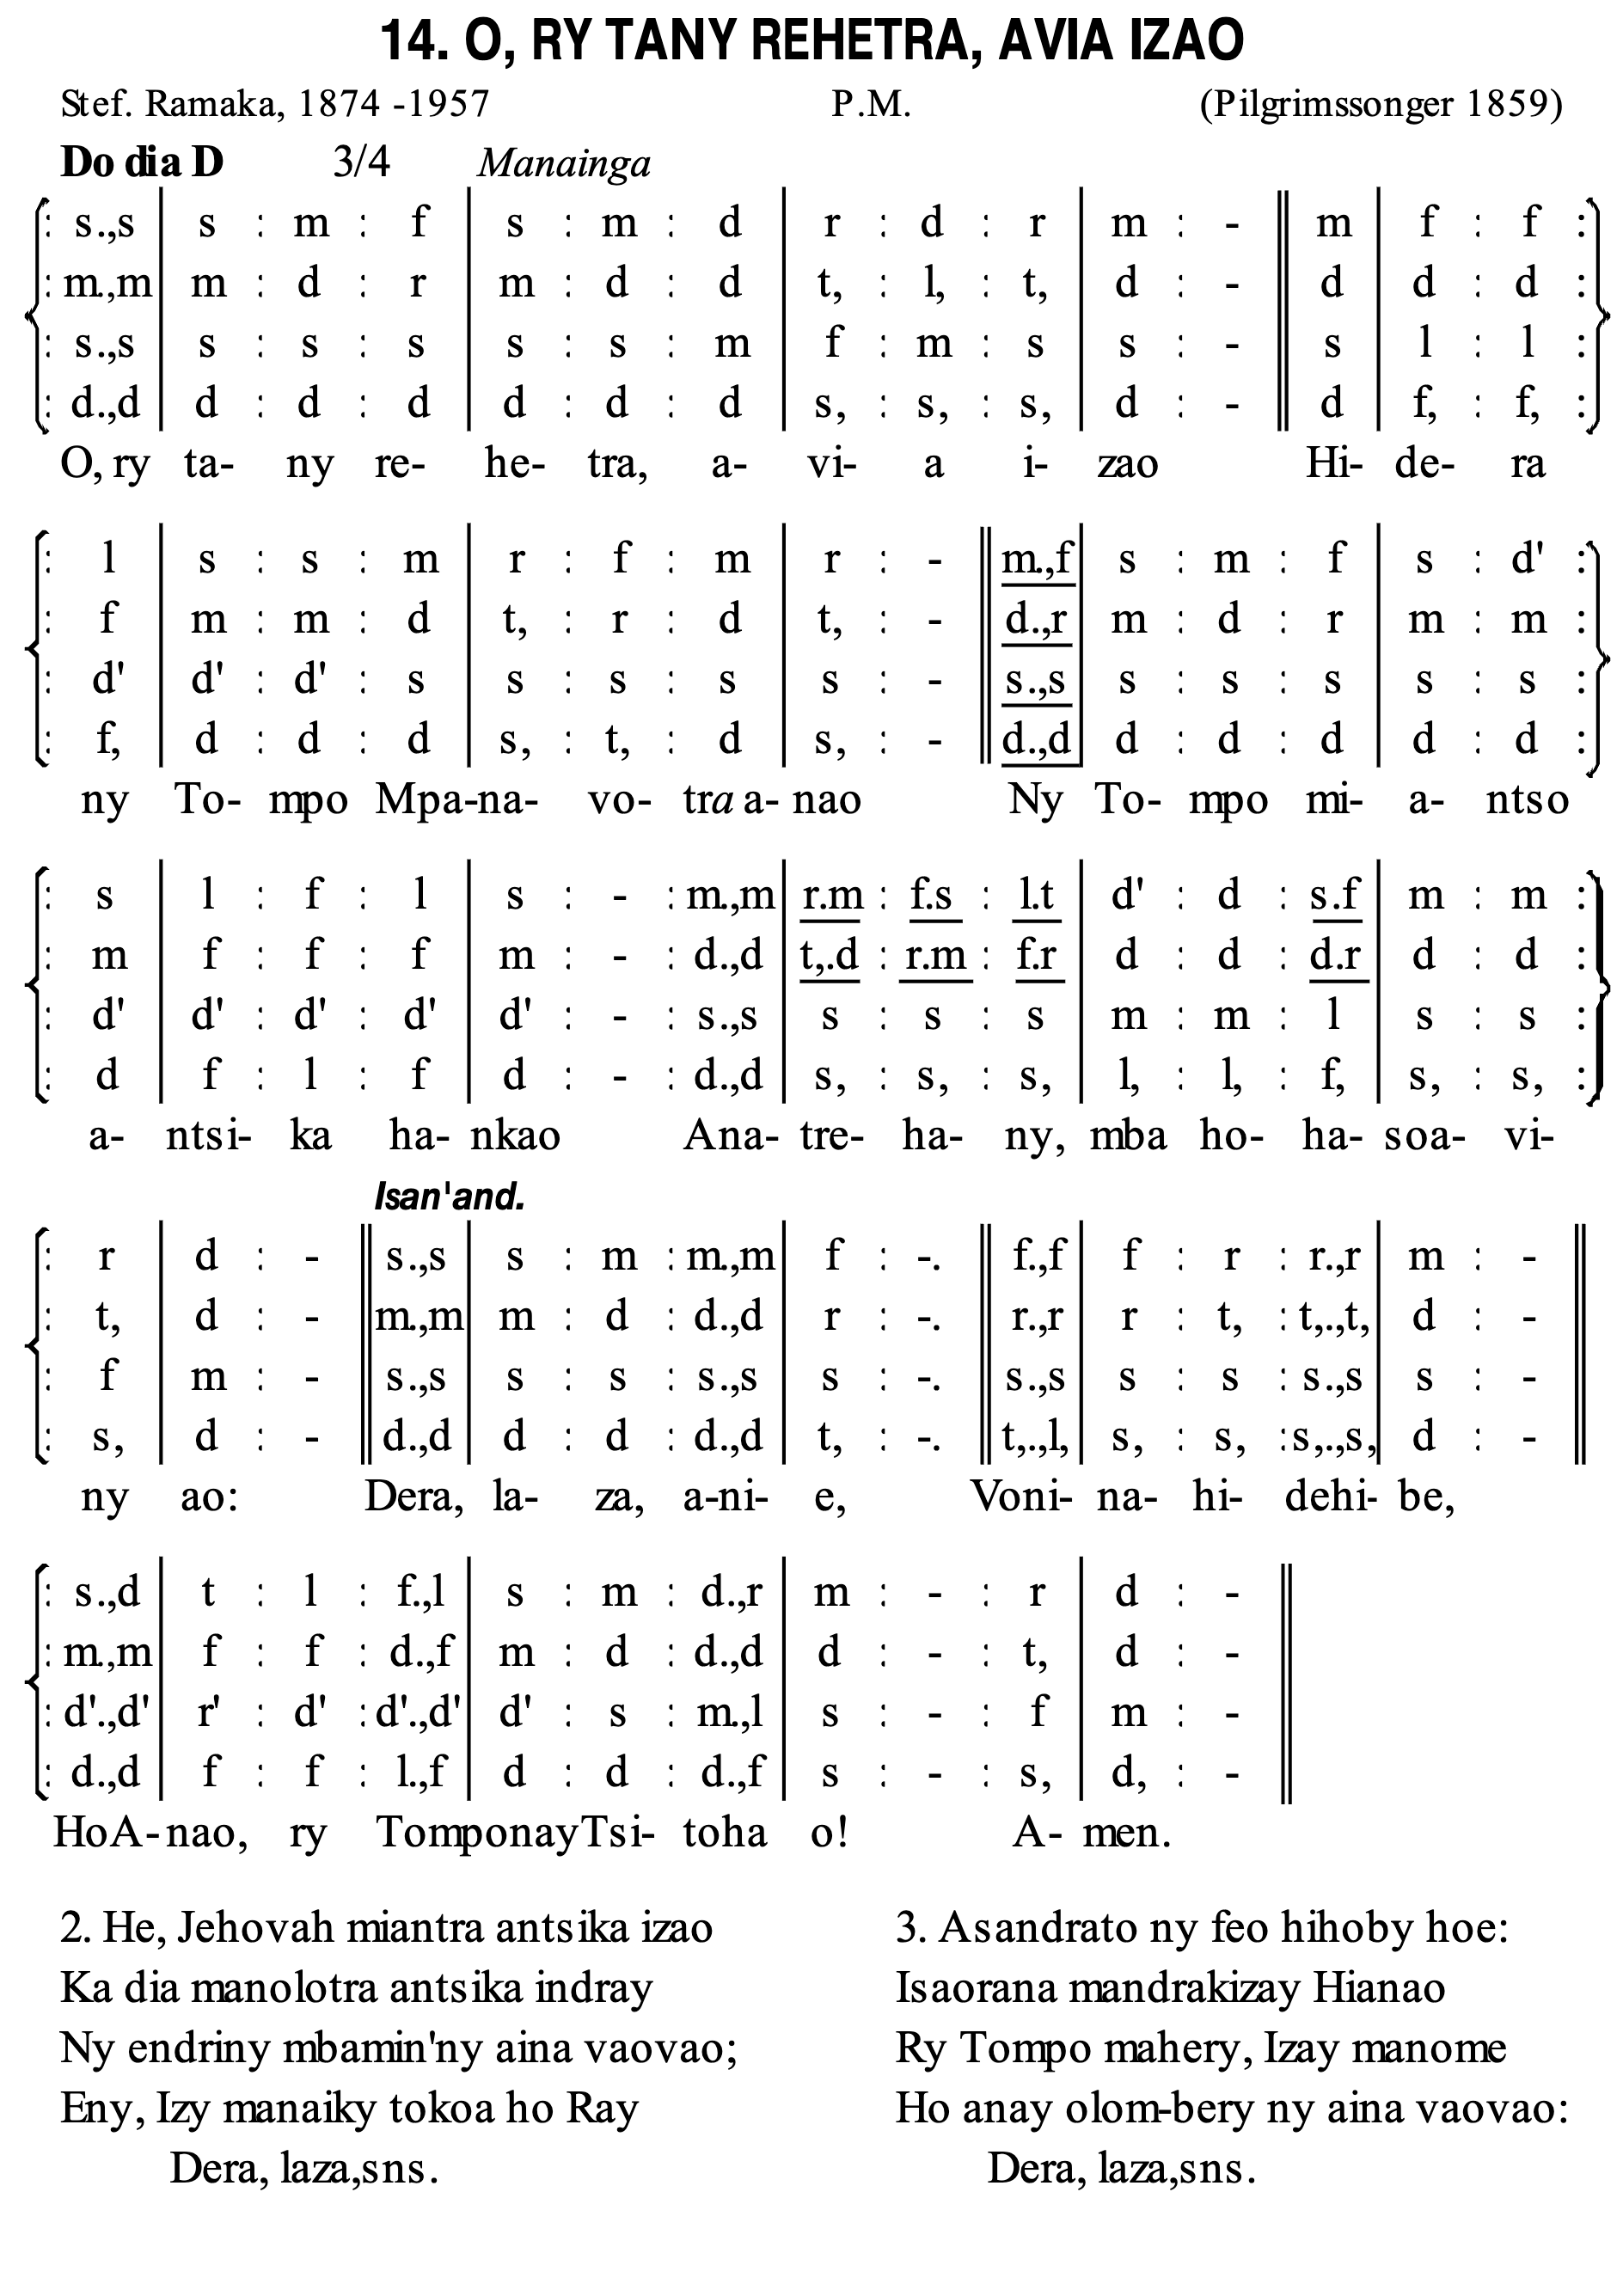 14. O, RY TANY REHETRA, AVIA IZAO
Stef. Ramaka, 1874 -1957 P.M. (Pilgrimssonger 1859)
Do dia D 3/4 Manainga
: s.,s | s : m : f | s : m : d | r : d : r | m : - || m | f : f :
: m.,m | m : d : r | m : d : d | t, : l, : t, | d : - || d | d : d :
: s.,s | s : s : s | s : s : m | f : m : s | s : - || s | l : l :
: d.,d | d : d : d | d : d : d | s, : s, : s, | d : - || d | f, : f, :
O, ry ta- ny re- he- tra, a- vi- a i- zao Hi- de- ra
: l | s : s : m | r : f : m | r : - || m.,f | s : m : f | s : d' :
: f | m : m : d | t, : r : d | t, : - || d.,r | m : d : r | m : m :
: d' | d' : d' : s | s : s : s | s : - || s.,s | s : s : s | s : s :
: f, | d : d : d | s, : t, : d | s, : - || d.,d | d : d : d | d : d :
ny To- mpo Mpa-na- vo- tra a- nao Ny To- mpo mi- a- ntso
: s | l : f : l | s : - : m.,m | r.m : f.s : l.t | d' : d : s.f | m : m :
: m | f : f : f | m : - : d.,d | t,.d : r.m : f.r | d : d : d.r | d : d :
: d' | d' : d' : d' | d' : - : s.,s | s : s : s | m : m : l | s : s :
: d | f : l : f | d : - : d.,d | s, : s, : s, | l, : l, : f, | s, : s, :
a- ntsi- ka ha- nkao Ana- tre- ha- ny, mba ho- ha- soa- vi-
Isan'and.
: r | d : - || s.,s | s : m : m.,m | f : -. || f.,f | f : r : r.,r | m : - ||
: t, | d : - || m.,m | m : d : d.,d | r : -. || r.,r | r : t, : t,.,t, | d : - ||
: f | m : - || s.,s | s : s : s.,s | s : -. || s.,s | s : s : s.,s | s : - ||
: s, | d : - || d.,d | d : d : d.,d | t, : -. || t,.,l, | s, : s, : s,.,s, | d : - ||
ny ao: Dera, la- za, a-ni- e, Voni- na- hi- dehi- be,
: s.,d | t : l : f.,l | s : m : d.,r | m : - : r | d : - ||
: m.,m | f : f : d.,f | m : d : d.,d | d : - : t, | d : - ||
: d'.,d' | r' : d' : d'.,d' | d' : s : m.,l | s : - : f | m : - ||
: d.,d | f : f : l.,f | d : d : d.,f | s : - : s, | d, : - ||
HoA-nao, ry TomponayTsi- toha o! A- men.
2. He, Jehovah miantra antsika izao
Ka dia manolotra antsika indray
Ny endriny mbamin'ny aina vaovao;
Eny, Izy manaiky tokoa ho Ray
Dera, laza,sns.
3. Asandrato ny feo hihoby hoe:
Isaorana mandrakizay Hianao
Ry Tompo mahery, Izay manome
Ho anay olom-bery ny aina vaovao:
Dera, laza,sns.